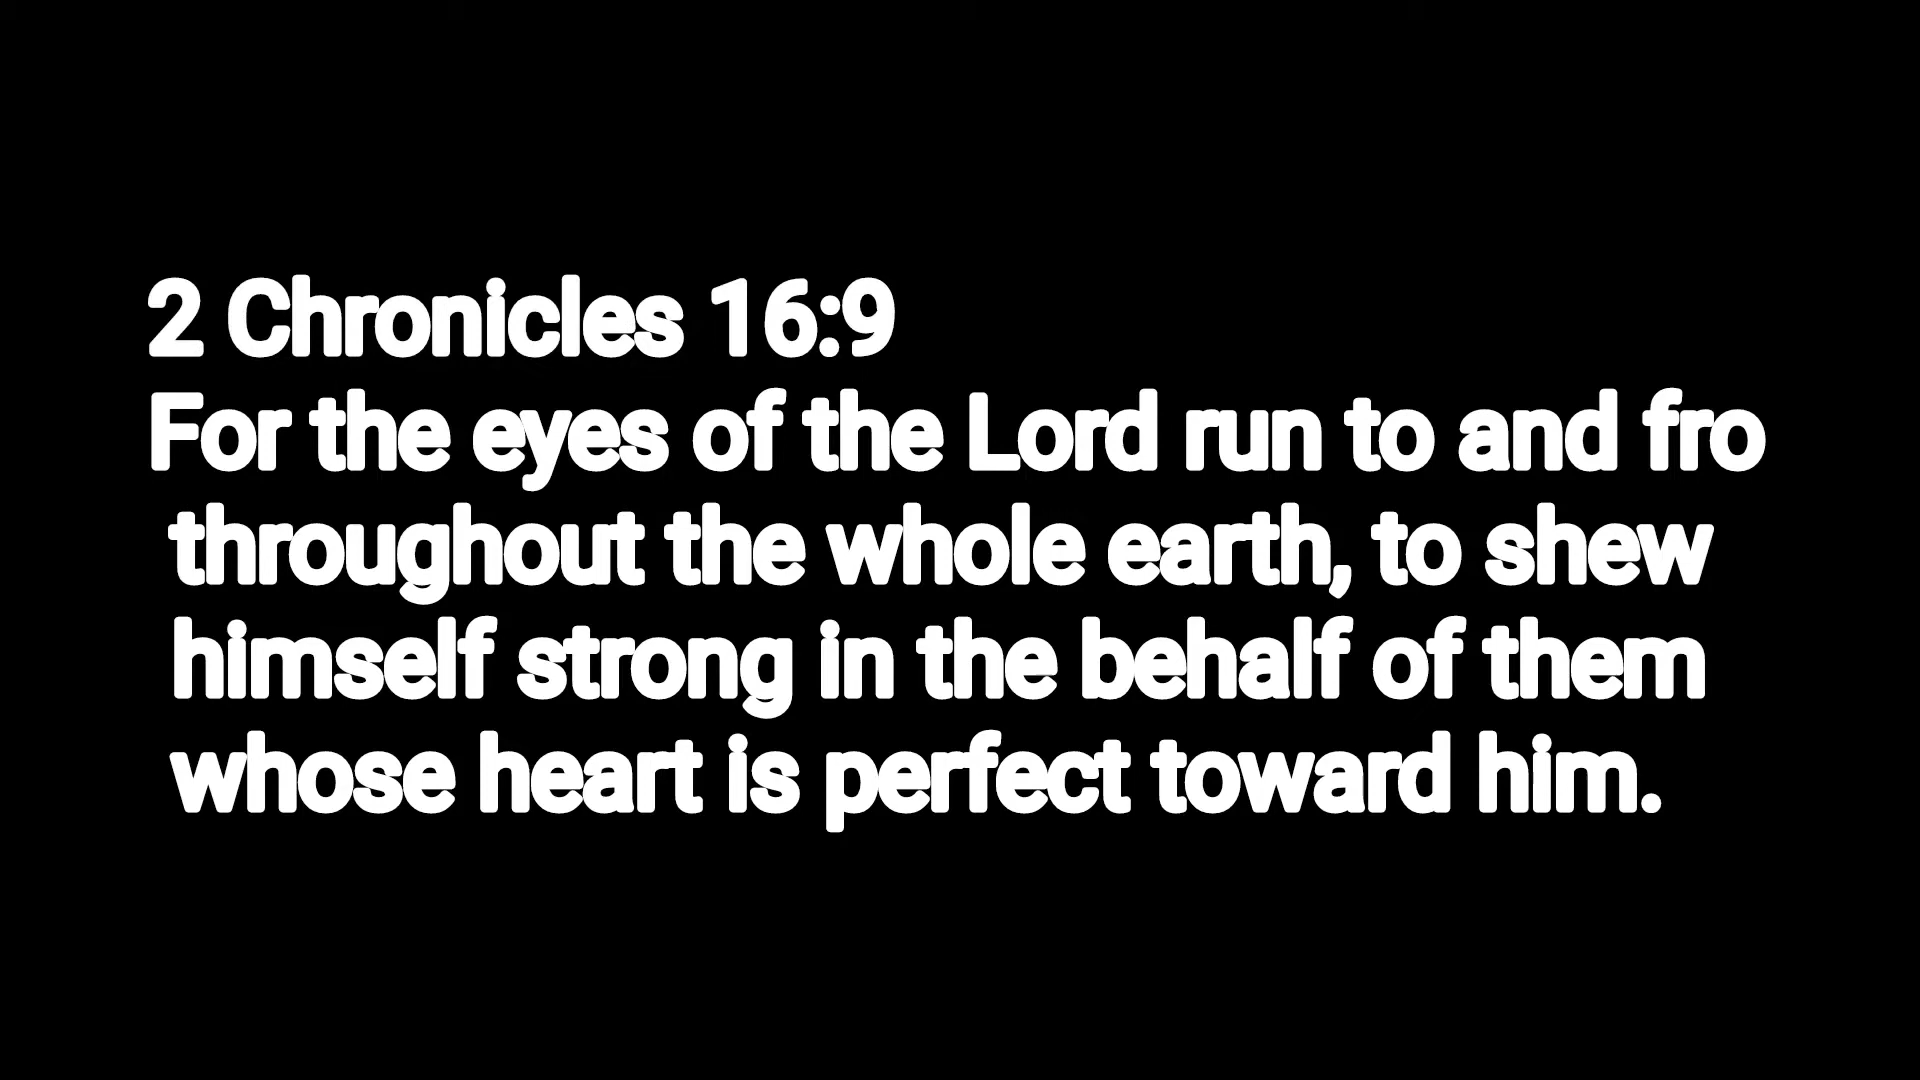 2 Chronicles 16:9
For the eyes of the Lord run to and fro
throughout the whole earth, to shew
himself strong in the behalf of them
whose heart is perfect toward him.